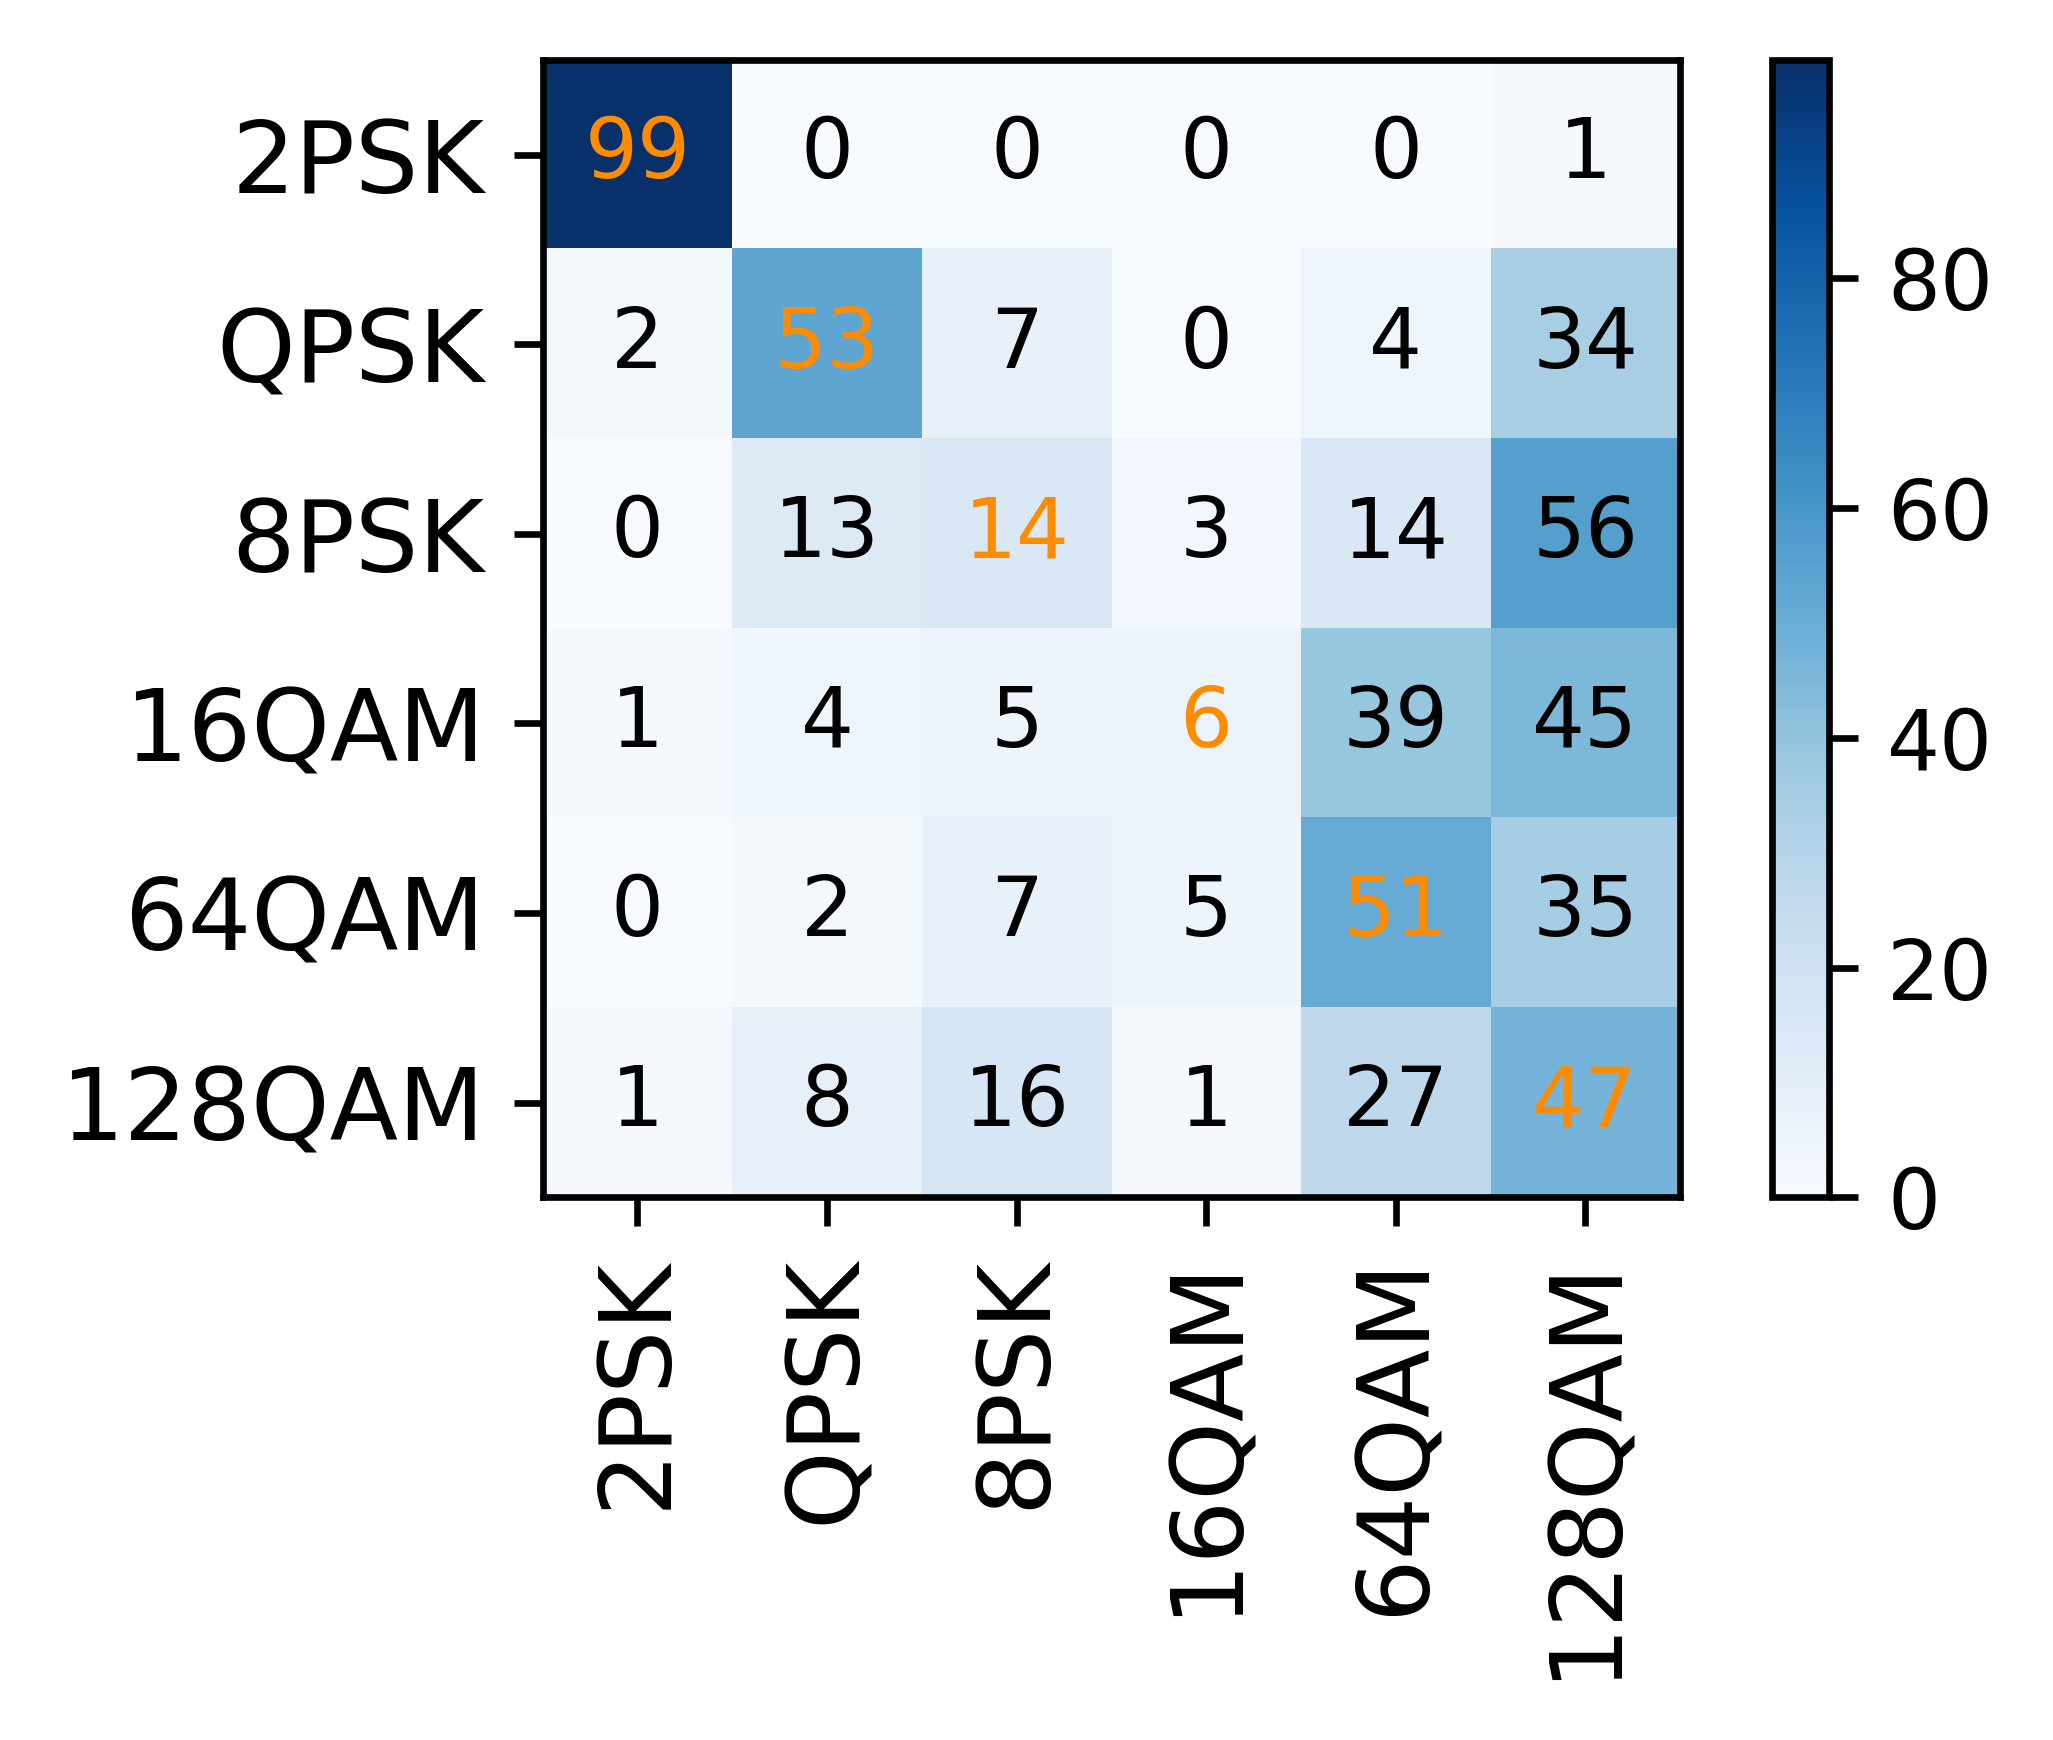 2PSK 99 0 0 0 0 1
QPSK 2 53 7 0 4 34
8PSK 0 13 14 3 14 56
16QAM 1 4 5 6 39 45
64QAM 0 2 7 5 51 35
128QAM 1 8 16 1 27 47
2PSK QPSK 8PSK 16QAM 64QAM 128QAM
80
60
40
20
0